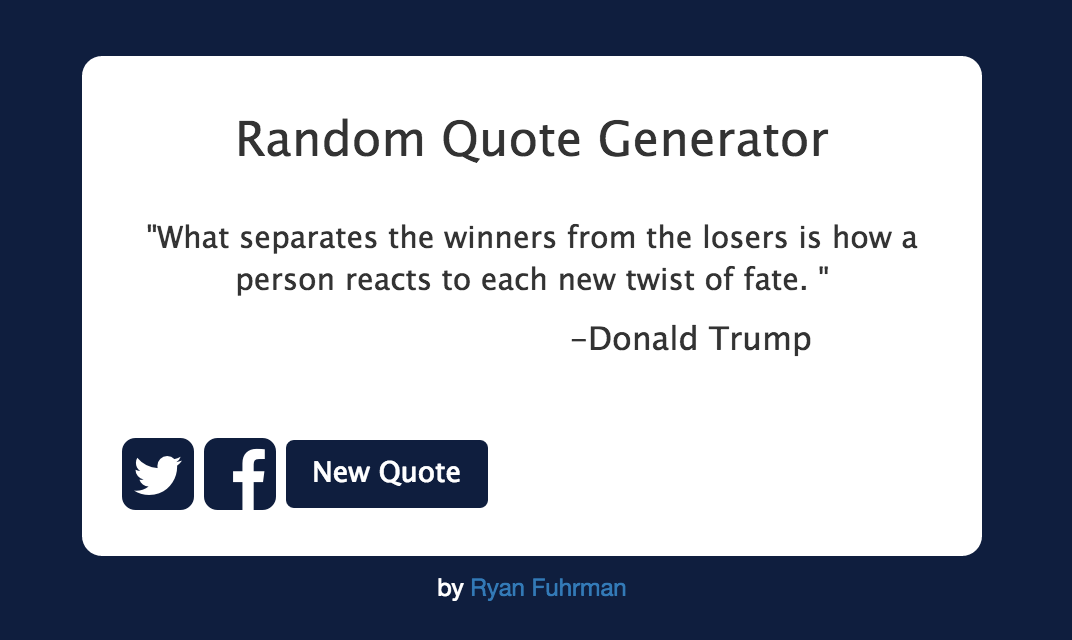 Random Quote Generator
"What separates the winners from the losers is how a
person reacts to each new twist of fate. "
-Donald Trump
New Quote
by Ryan Fuhrman